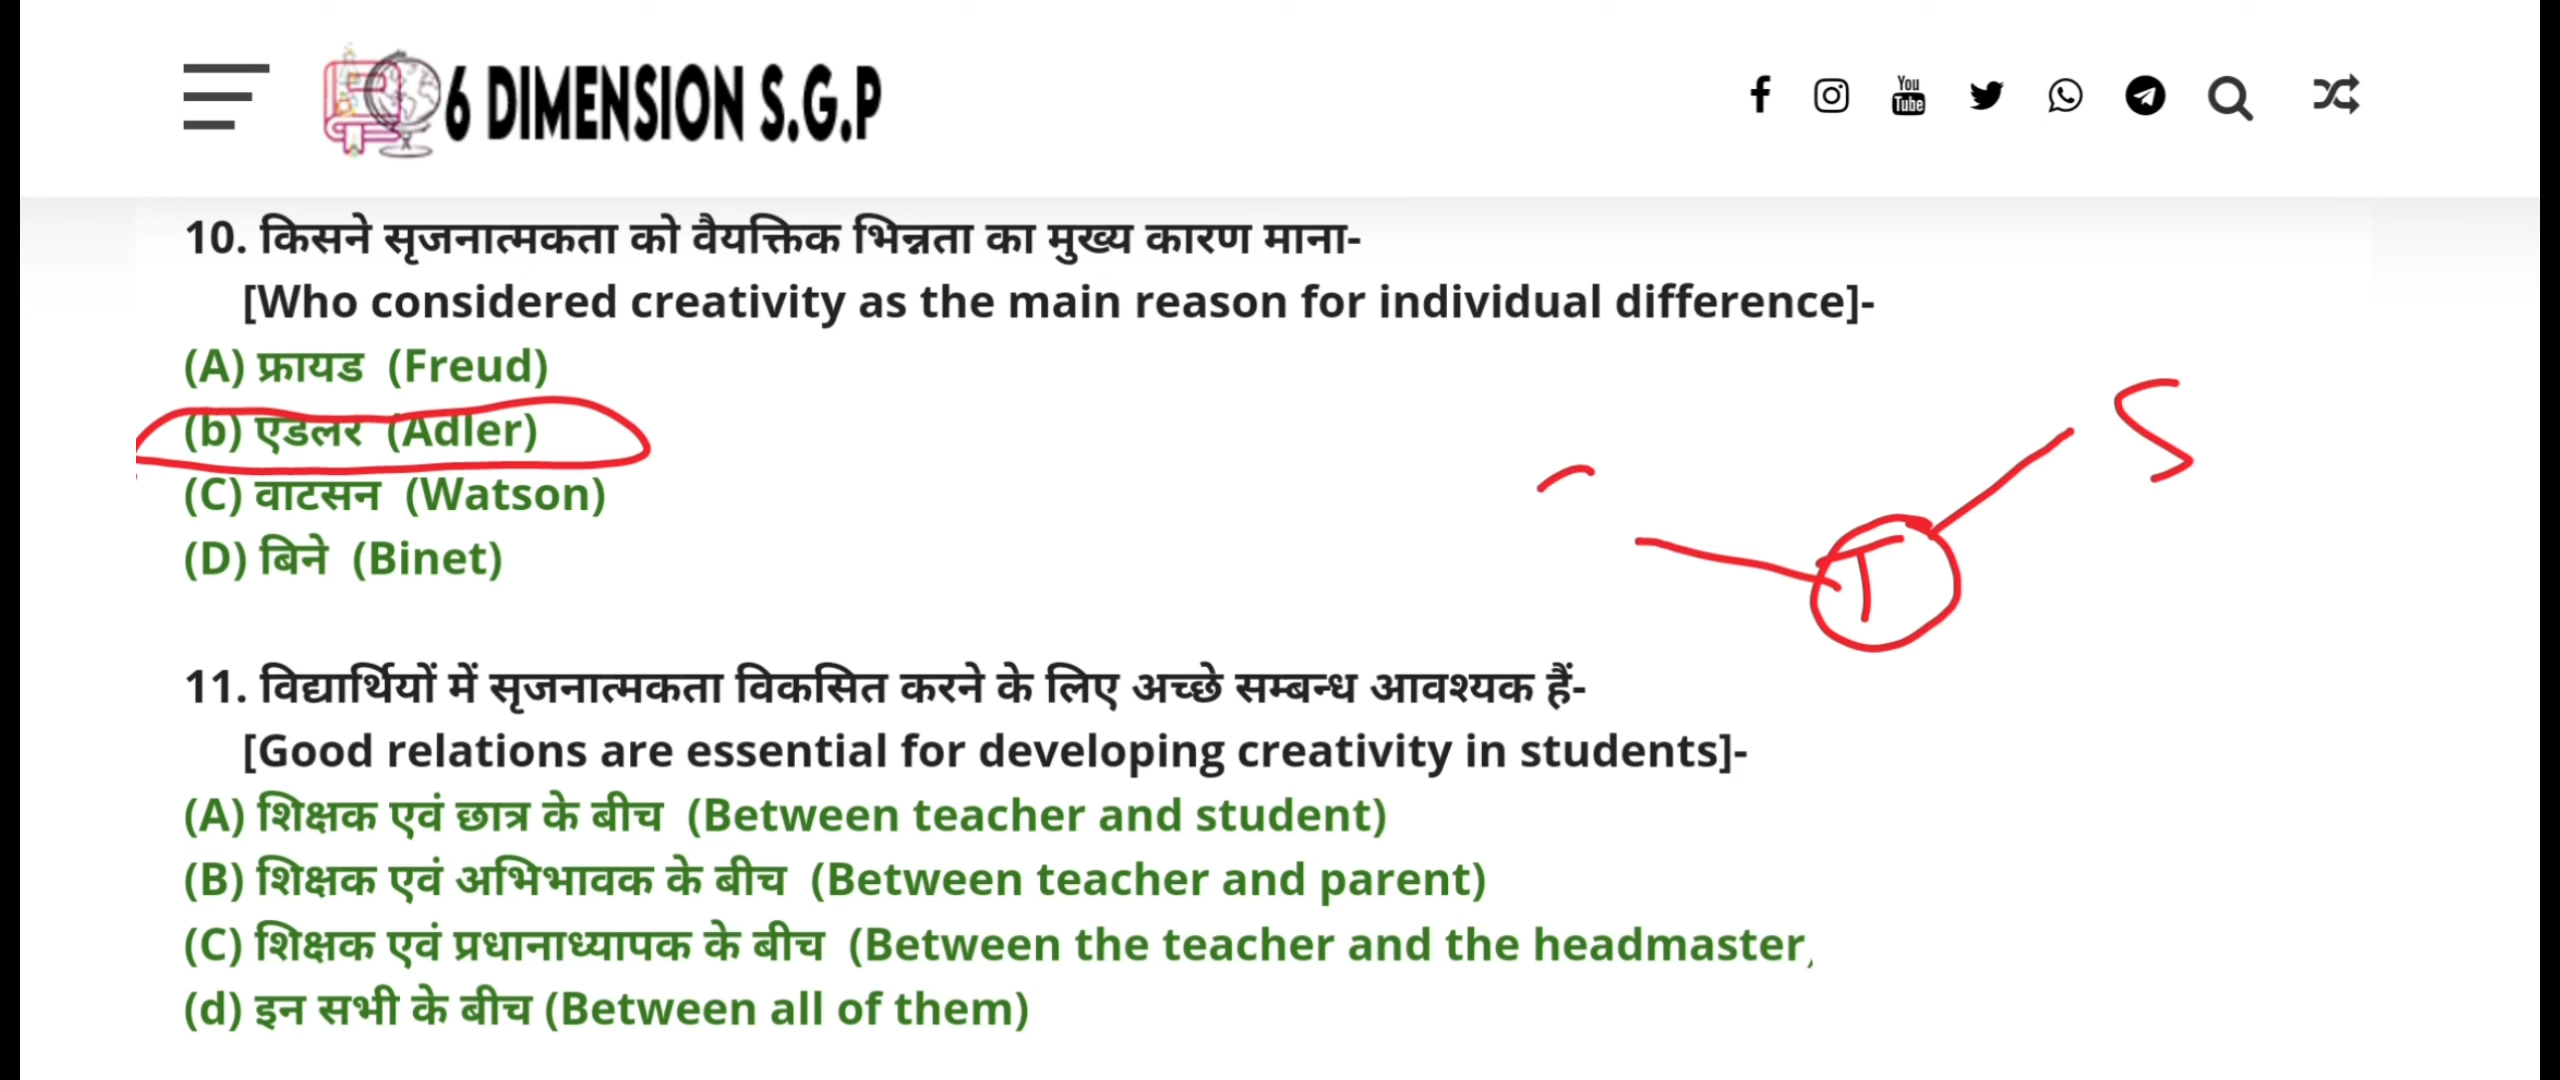 6 DIMENSION S.G.P
You
Tube
10. किसने सृजनात्मकता को वैयक्तिक भिन्नता का मुख्य कारण माना-
[Who considered creativity as the main reason for individual difference]-
(A) फ्रायड (Freud)
(b) एडलर (Adler)
(C) वाटसन (Watson)
(D) बिने (Binet)
S
T
11. विद्यार्थियों में सृजनात्मकता विकसित करने के लिए अच्छे सम्बन्ध आवश्यक हैं-
[Good relations are essential for developing creativity in students]-
(A) शिक्षक एवं छात्र के बीच (Between teacher and student)
(B) शिक्षक एवं अभिभावक के बीच (Between teacher and parent)
(C) शिक्षक एवं प्रधानाध्यापक के बीच (Between the teacher and the headmaster,
(d) इन सभी के बीच (Between all of them)